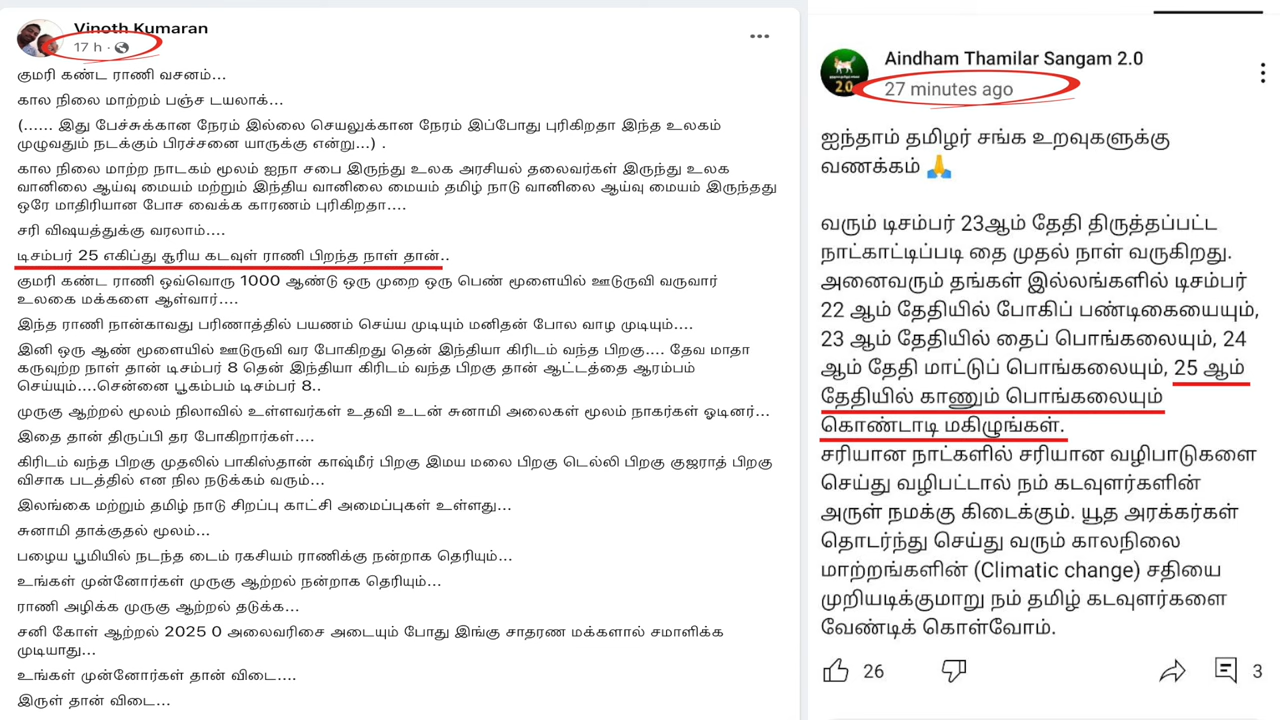 Vinoth Kumaran
17 h ·
குமரி கண்ட ராணி வசனம்...
கால நிலை மாற்றம் பஞ்ச டயலாக்...
(...... இது பேச்சுக்கான நேரம் இல்லை செயலுக்கான நேரம் இப்போது புரிகிறதா இந்த உலகம்
முழுவதும் நடக்கும் பிரச்சனை யாருக்கு என்று...) .
கால நிலை மாற்ற நாடகம் மூலம் ஐநா சபை இருந்து உலக அரசியல் தலைவர்கள் இருந்து உலக
வானிலை ஆய்வு மையம் மற்றும் இந்திய வானிலை மையம் தமிழ் நாடு வானிலை ஆய்வு மையம் இருந்தது
ஒரே மாதிரியான போச வைக்க காரணம் புரிகிறதா....
சரி விஷயத்துக்கு வரலாம்....
டிசம்பர் 25 எகிப்து சூரிய கடவுள் ராணி பிறந்த நாள் தான்..
குமரி கண்ட ராணி ஒவ்வொரு 1000 ஆண்டு ஒரு முறை ஒரு பெண் மூளையில் ஊடுருவி வருவார்
உலகை மக்களை ஆள்வார்....
இந்த ராணி நான்காவது பரிணாத்தில் பயணம் செய்ய முடியும் மனிதன் போல வாழ முடியும்....
இனி ஒரு ஆண் மூளையில் ஊடுருவி வர போகிறது தென் இந்தியா கிரிடம் வந்த பிறகு.... தேவ மாதா
கருவுற்ற நாள் தான் டிசம்பர் 8 தென் இந்தியா கிரிடம் வந்த பிறகு தான் ஆட்டத்தை ஆரம்பம்
செய்யும்....சென்னை பூகம்பம் டிசம்பர் 8..
முருகு ஆற்றல் மூலம் நிலாவில் உள்ளவர்கள் உதவி உடன் சுனாமி அலைகள் மூலம் நாகர்கள் ஓடினர்...
இதை தான் திருப்பி தர போகிறார்கள்....
கிரிடம் வந்த பிறகு முதலில் பாகிஸ்தான் காஷ்மீர் பிறகு இமய மலை பிறகு டெல்லி பிறகு குஜராத் பிறகு
விசாக படத்தில் என நில நடுக்கம் வரும்...
இலங்கை மற்றும் தமிழ் நாடு சிறப்பு காட்சி அமைப்புகள் உள்ளது...
சுனாமி தாக்குதல் மூலம்...
பழைய பூமியில் நடந்த டைம் ரகசியம் ராணிக்கு நன்றாக தெரியும்...
உங்கள் முன்னோர்கள் முருகு ஆற்றல் நன்றாக தெரியும்...
ராணி அழிக்க முருகு ஆற்றல் தடுக்க...
சனி கோள் ஆற்றல் 2025 0 அலைவரிசை அடையும் போது இங்கு சாதரண மக்களால் சமாளிக்க
முடியாது...
உங்கள் முன்னோர்கள் தான் விடை....
இருள் தான் விடை...
Aindham Thamilar Sangam 2.0
2.0
27 minutes ago
ஐந்தாம் தமிழர் சங்க உறவுகளுக்கு
வணக்கம் 🙏
வரும் டிசம்பர் 23ஆம் தேதி திருத்தப்பட்ட
நாட்காட்டிப்படி தை முதல் நாள் வருகிறது.
அனைவரும் தங்கள் இல்லங்களில் டிசம்பர்
22 ஆம் தேதியில் போகிப் பண்டிகையையும்,
23 ஆம் தேதியில் தைப் பொங்கலையும், 24
ஆம் தேதி மாட்டுப் பொங்கலையும், 25 ஆம்
தேதியில் காணும் பொங்கலையும்
கொண்டாடி மகிழுங்கள்.
சரியான நாட்களில் சரியான வழிபாடுகளை
செய்து வழிபட்டால் நம் கடவுளர்களின்
அருள் நமக்கு கிடைக்கும். யூத அரக்கர்கள்
தொடர்ந்து செய்து வரும் காலநிலை
மாற்றங்களின் (Climatic change) சதியை
முறியடிக்குமாறு நம் தமிழ் கடவுளர்களை
வேண்டிக் கொள்வோம்.
26
3